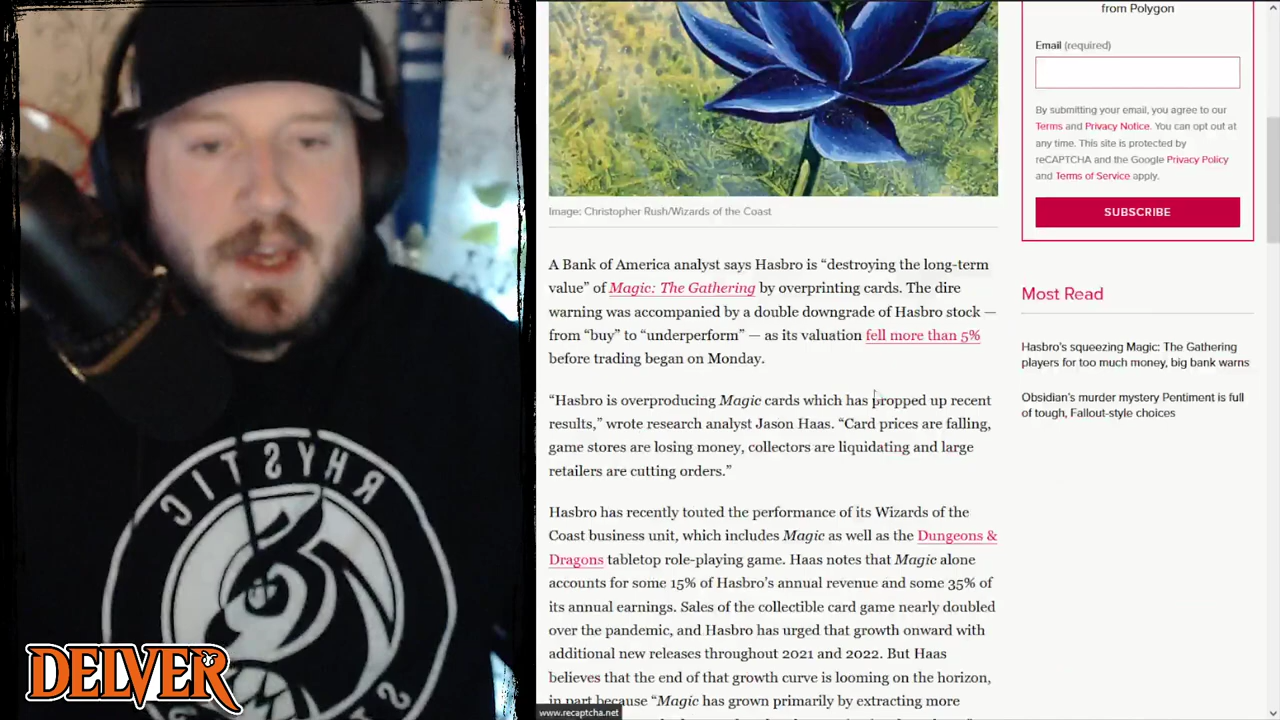 RHYSTIC
S
DELVER
Image: Christopher Rush/Wizards of the Coast
A Bank of America analyst says Hasbro is “destroying the long-term
value” of Magic: The Gathering by overprinting cards. The dire
warning was accompanied by a double downgrade of Hasbro stock —
from “buy” to “underperform” — as its valuation fell more than 5%
before trading began on Monday.
“Hasbro is overproducing Magic cards which has propped up recent
results,” wrote research analyst Jason Haas. “Card prices are falling,
game stores are losing money, collectors are liquidating and large
retailers are cutting orders.”
Hasbro has recently touted the performance of its Wizards of the
Coast business unit, which includes Magic as well as the Dungeons &
Dragons tabletop role-playing game. Haas notes that Magic alone
accounts for some 15% of Hasbro’s annual revenue and some 35% of
its annual earnings. Sales of the collectible card game nearly doubled
over the pandemic, and Hasbro has urged that growth onward with
additional new releases throughout 2021 and 2022. But Haas
believes that the end of that growth curve is looming on the horizon,
in part because “Magic has grown primarily by extracting more
www.recaptcha.net
from Polygon
Email (required)
By submitting your email, you agree to our
Terms and Privacy Notice. You can opt out at
any time. This site is protected by
reCAPTCHA and the Google Privacy Policy
and Terms of Service apply.
SUBSCRIBE
Most Read
Hasbro’s squeezing Magic: The Gathering
players for too much money, big bank warns
Obsidian’s murder mystery Pentiment is full
of tough, Fallout-style choices